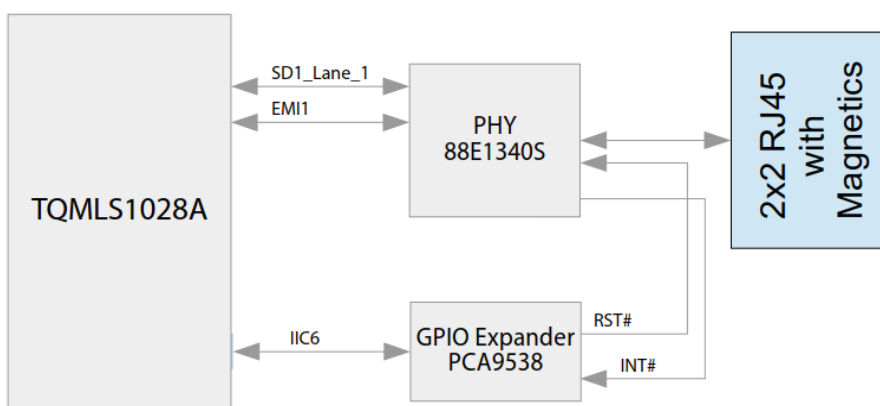 SD1_Lane_1
EMI1
TQMLS1028A
PHY
88E1340S
2x2 RJ45
with
Magnetics
IIC6
GPIO Expander
PCA9538
RST#
INT#